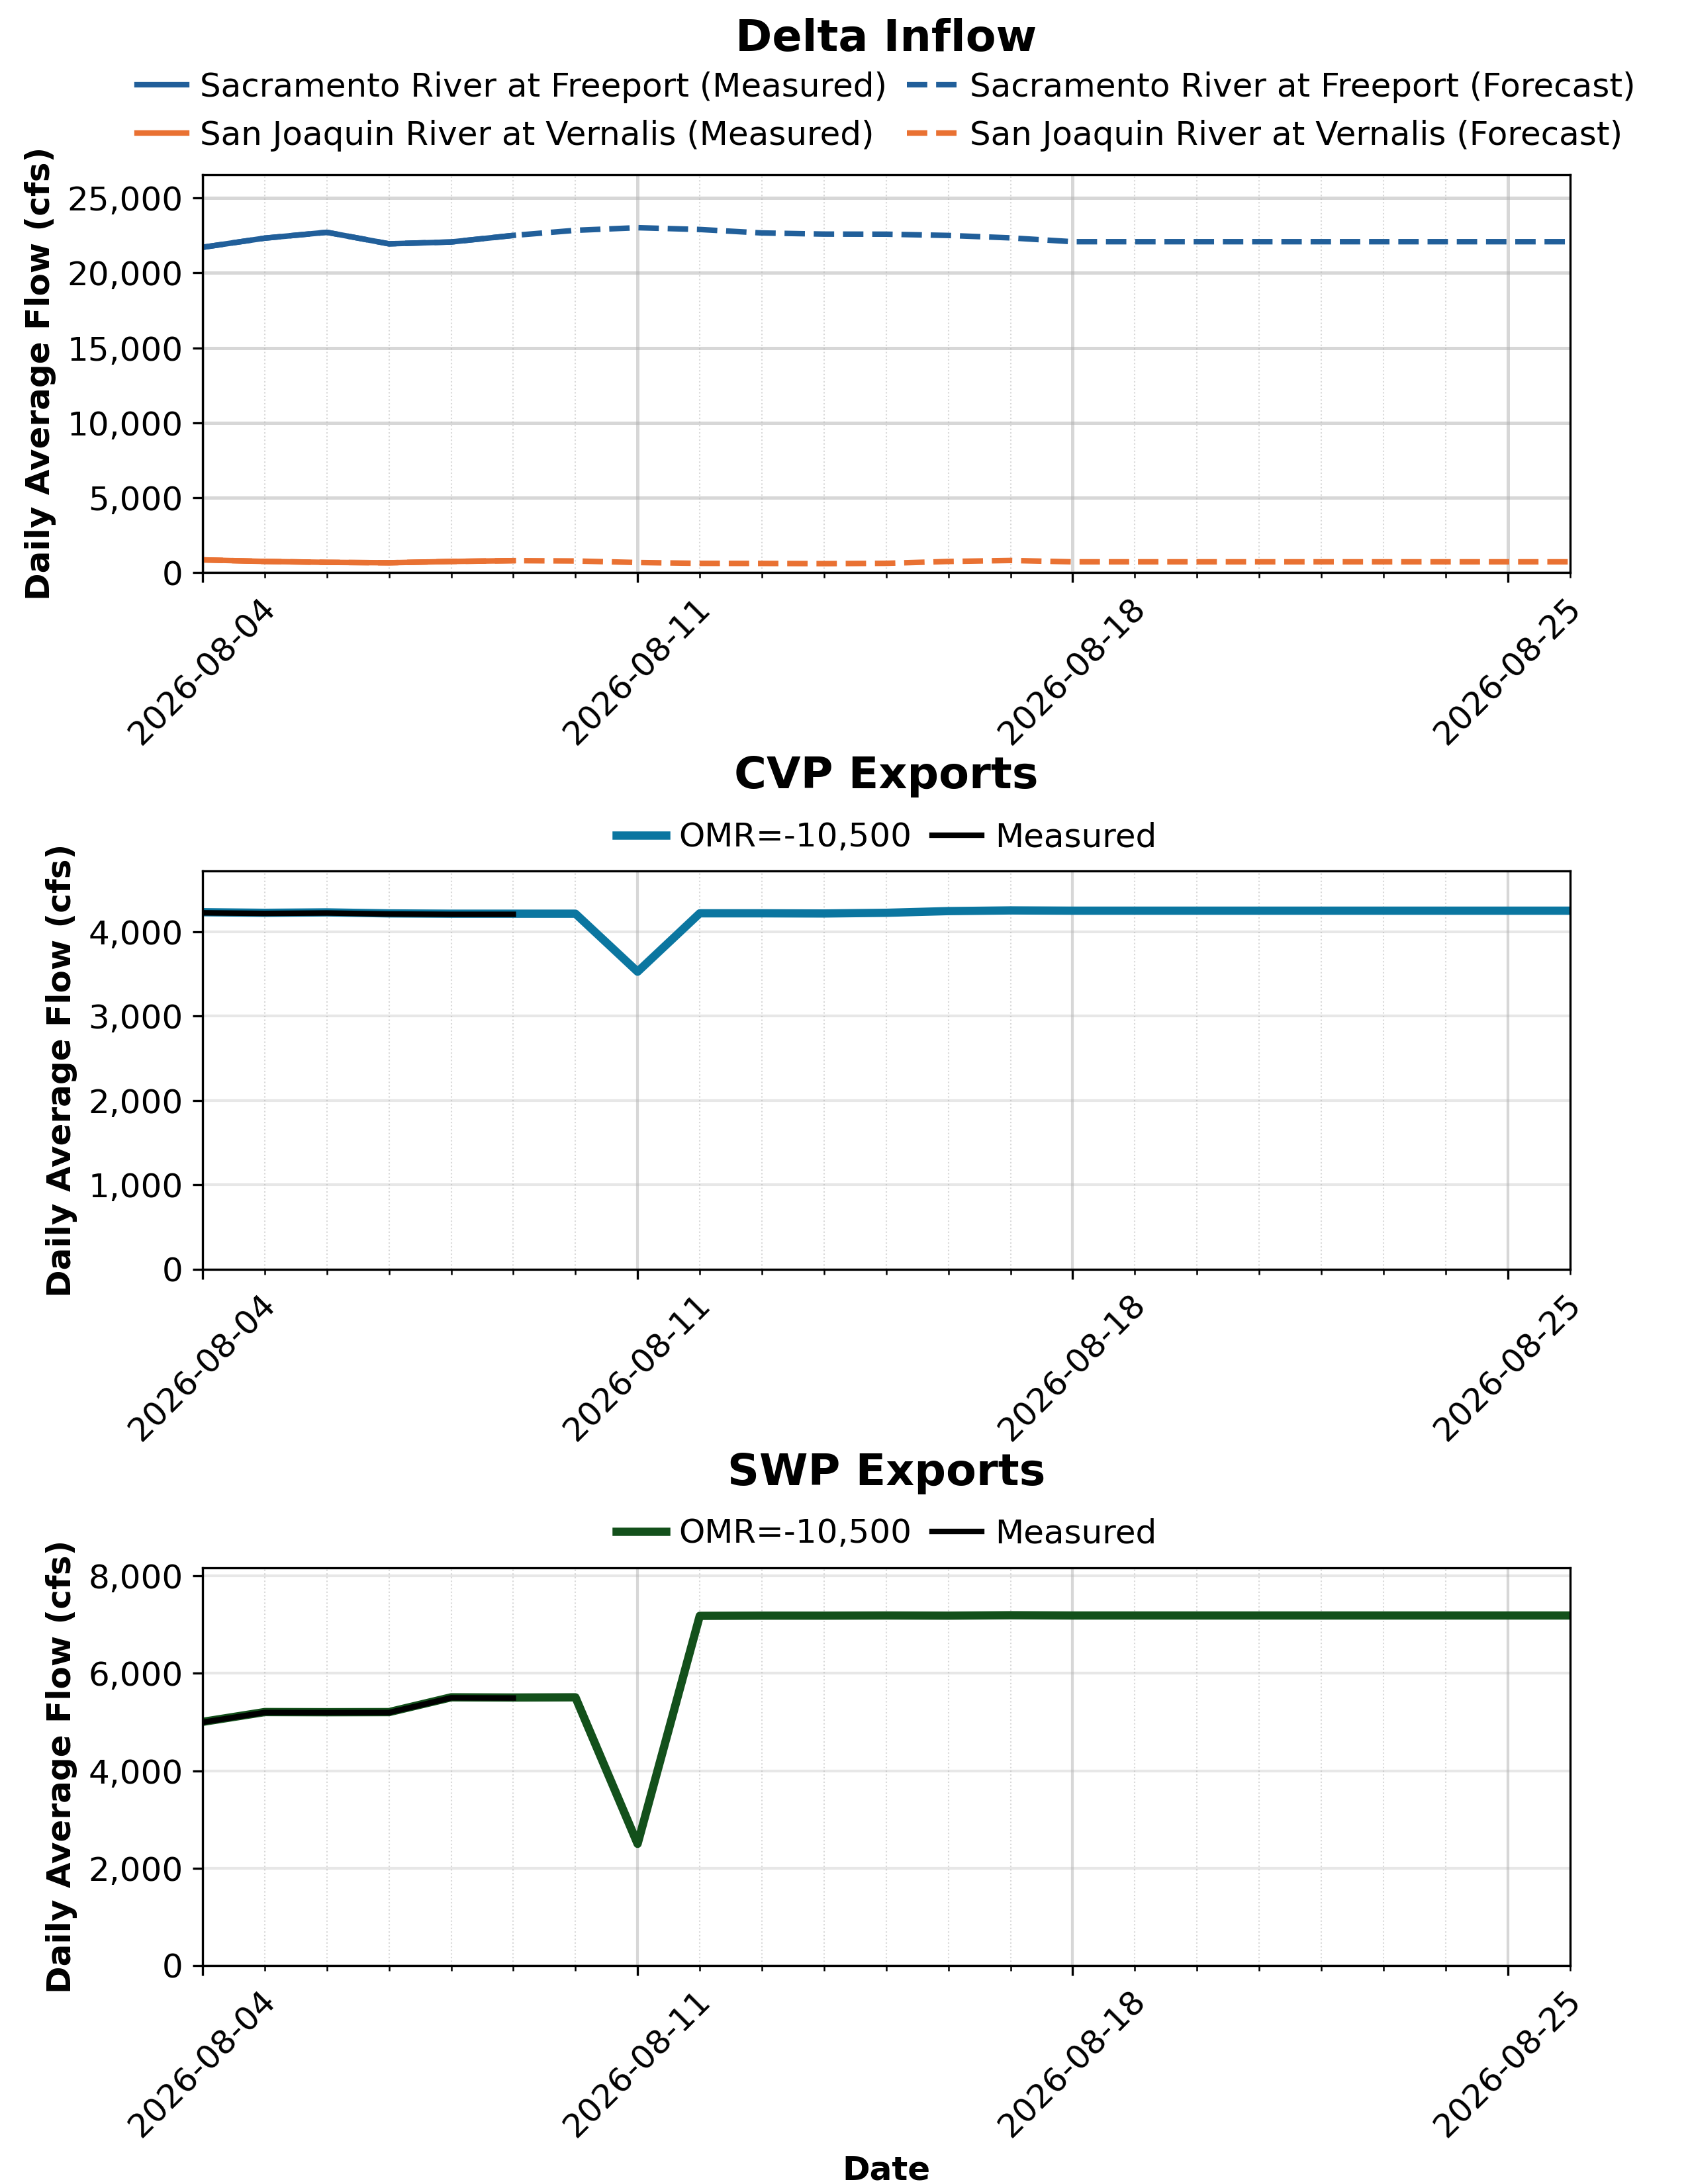 Delta Inflow
Sacramento River at Freeport (Measured) Sacramento River at Freeport (Forecast)
San Joaquin River at Vernalis (Measured) San Joaquin River at Vernalis (Forecast)
Daily Average Flow (cfs)
25,000
20,000
15,000
10,000
5,000
0
2026-08-04 2026-08-11 2026-08-18 2026-08-25
CVP Exports
OMR=-10,500 Measured
Daily Average Flow (cfs)
4,000
3,000
2,000
1,000
0
2026-08-04 2026-08-11 2026-08-18 2026-08-25
SWP Exports
OMR=-10,500 Measured
Daily Average Flow (cfs)
8,000
6,000
4,000
2,000
0
2026-08-04 2026-08-11 2026-08-18 2026-08-25
Date